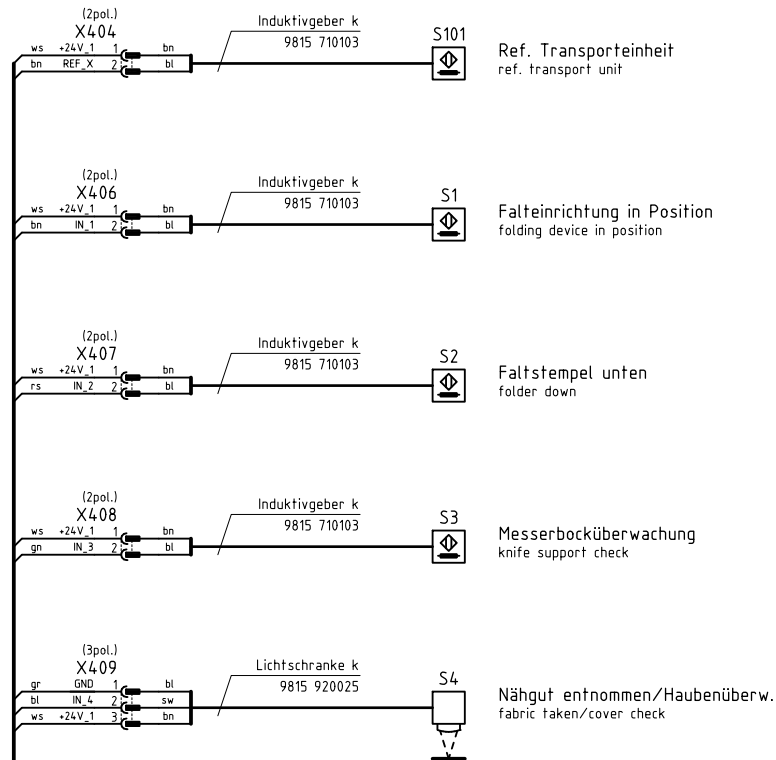 (2pol.)
X404
ws +24V_1 1 bn
bn REF_X 2 bl
Induktivgeber k
9815 710103
S101
Ref. Transporteinheit
ref. transport unit
(2pol.)
X406
ws +24V_1 1 bn
bn IN_1 2 bl
Induktivgeber k
9815 710103
S1
Falteinrichtung in Position
folding device in position
(2pol.)
X407
ws +24V_1 1 bn
rs IN_2 2 bl
Induktivgeber k
9815 710103
S2
Faltstempel unten
folder down
(2pol.)
X408
ws +24V_1 1 bn
gn IN_3 2 bl
Induktivgeber k
9815 710103
S3
Messerbocküberwachung
knife support check
(3pol.)
X409
gr GND 1 bl
bl IN_4 2 sw
ws +24V_1 3 bn
Lichtschranke k
9815 920025
S4
Nähgut entnommen/Haubenüberw.
fabric taken/cover check